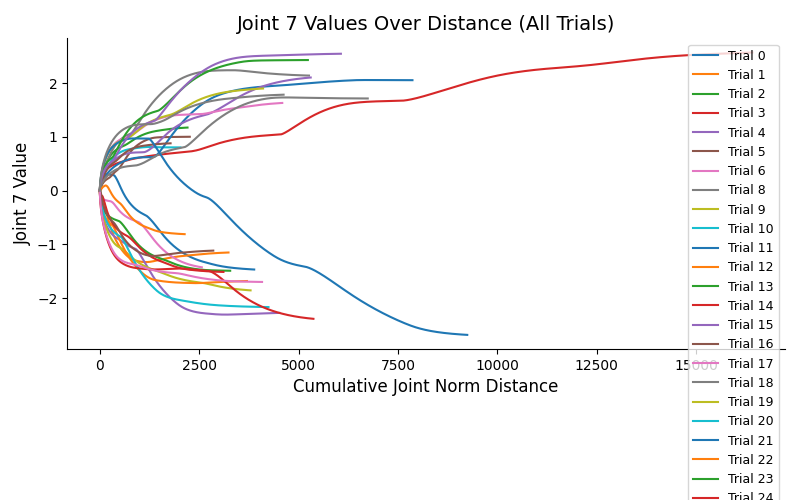 Joint 7 Values Over Distance (All Trials)
Joint 7 Value
2
1
0
−1
−2
0
2500
5000
7500
10000
12500
15000
Cumulative Joint Norm Distance
Trial 0
Trial 1
Trial 2
Trial 3
Trial 4
Trial 5
Trial 6
Trial 8
Trial 9
Trial 10
Trial 11
Trial 12
Trial 13
Trial 14
Trial 15
Trial 16
Trial 17
Trial 18
Trial 19
Trial 20
Trial 21
Trial 22
Trial 23
Trial 24